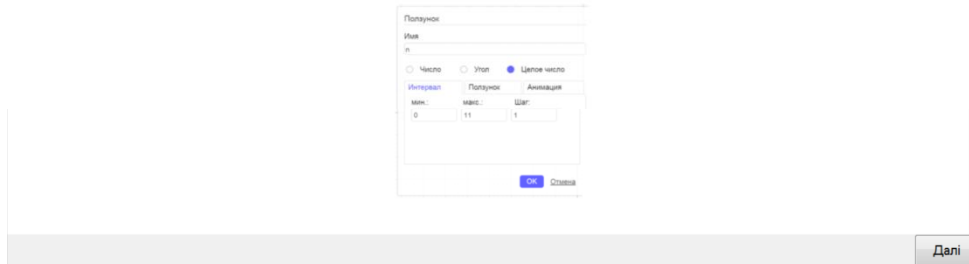 Ползунок
Имя
n
Число Угол Целое число
Интервал Ползунок Анимация
мин.: макс.: Шаг:
0 11 1
OK Отмена
Далі